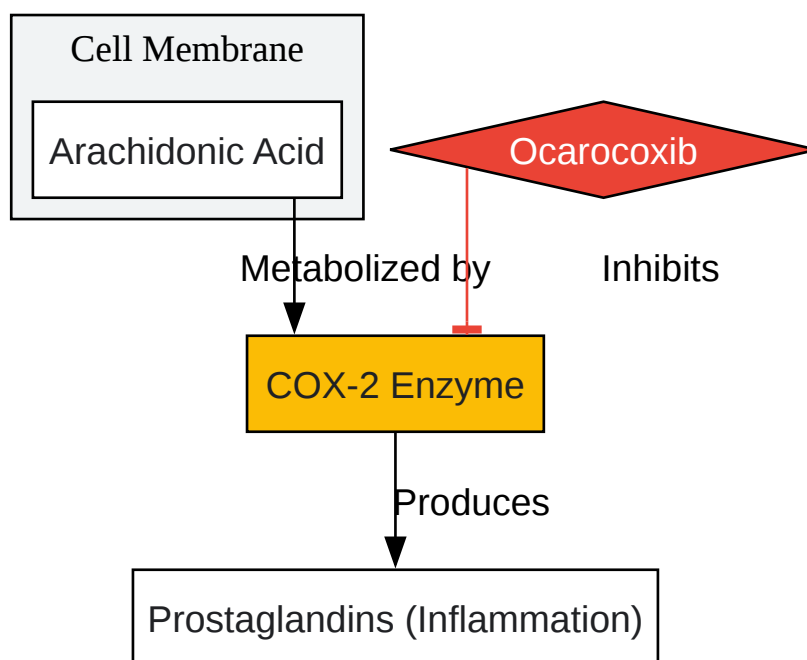 Cell Membrane
Arachidonic Acid
Ocarocoxib
Metabolized by
Inhibits
COX-2 Enzyme
Produces
Prostaglandins (Inflammation)